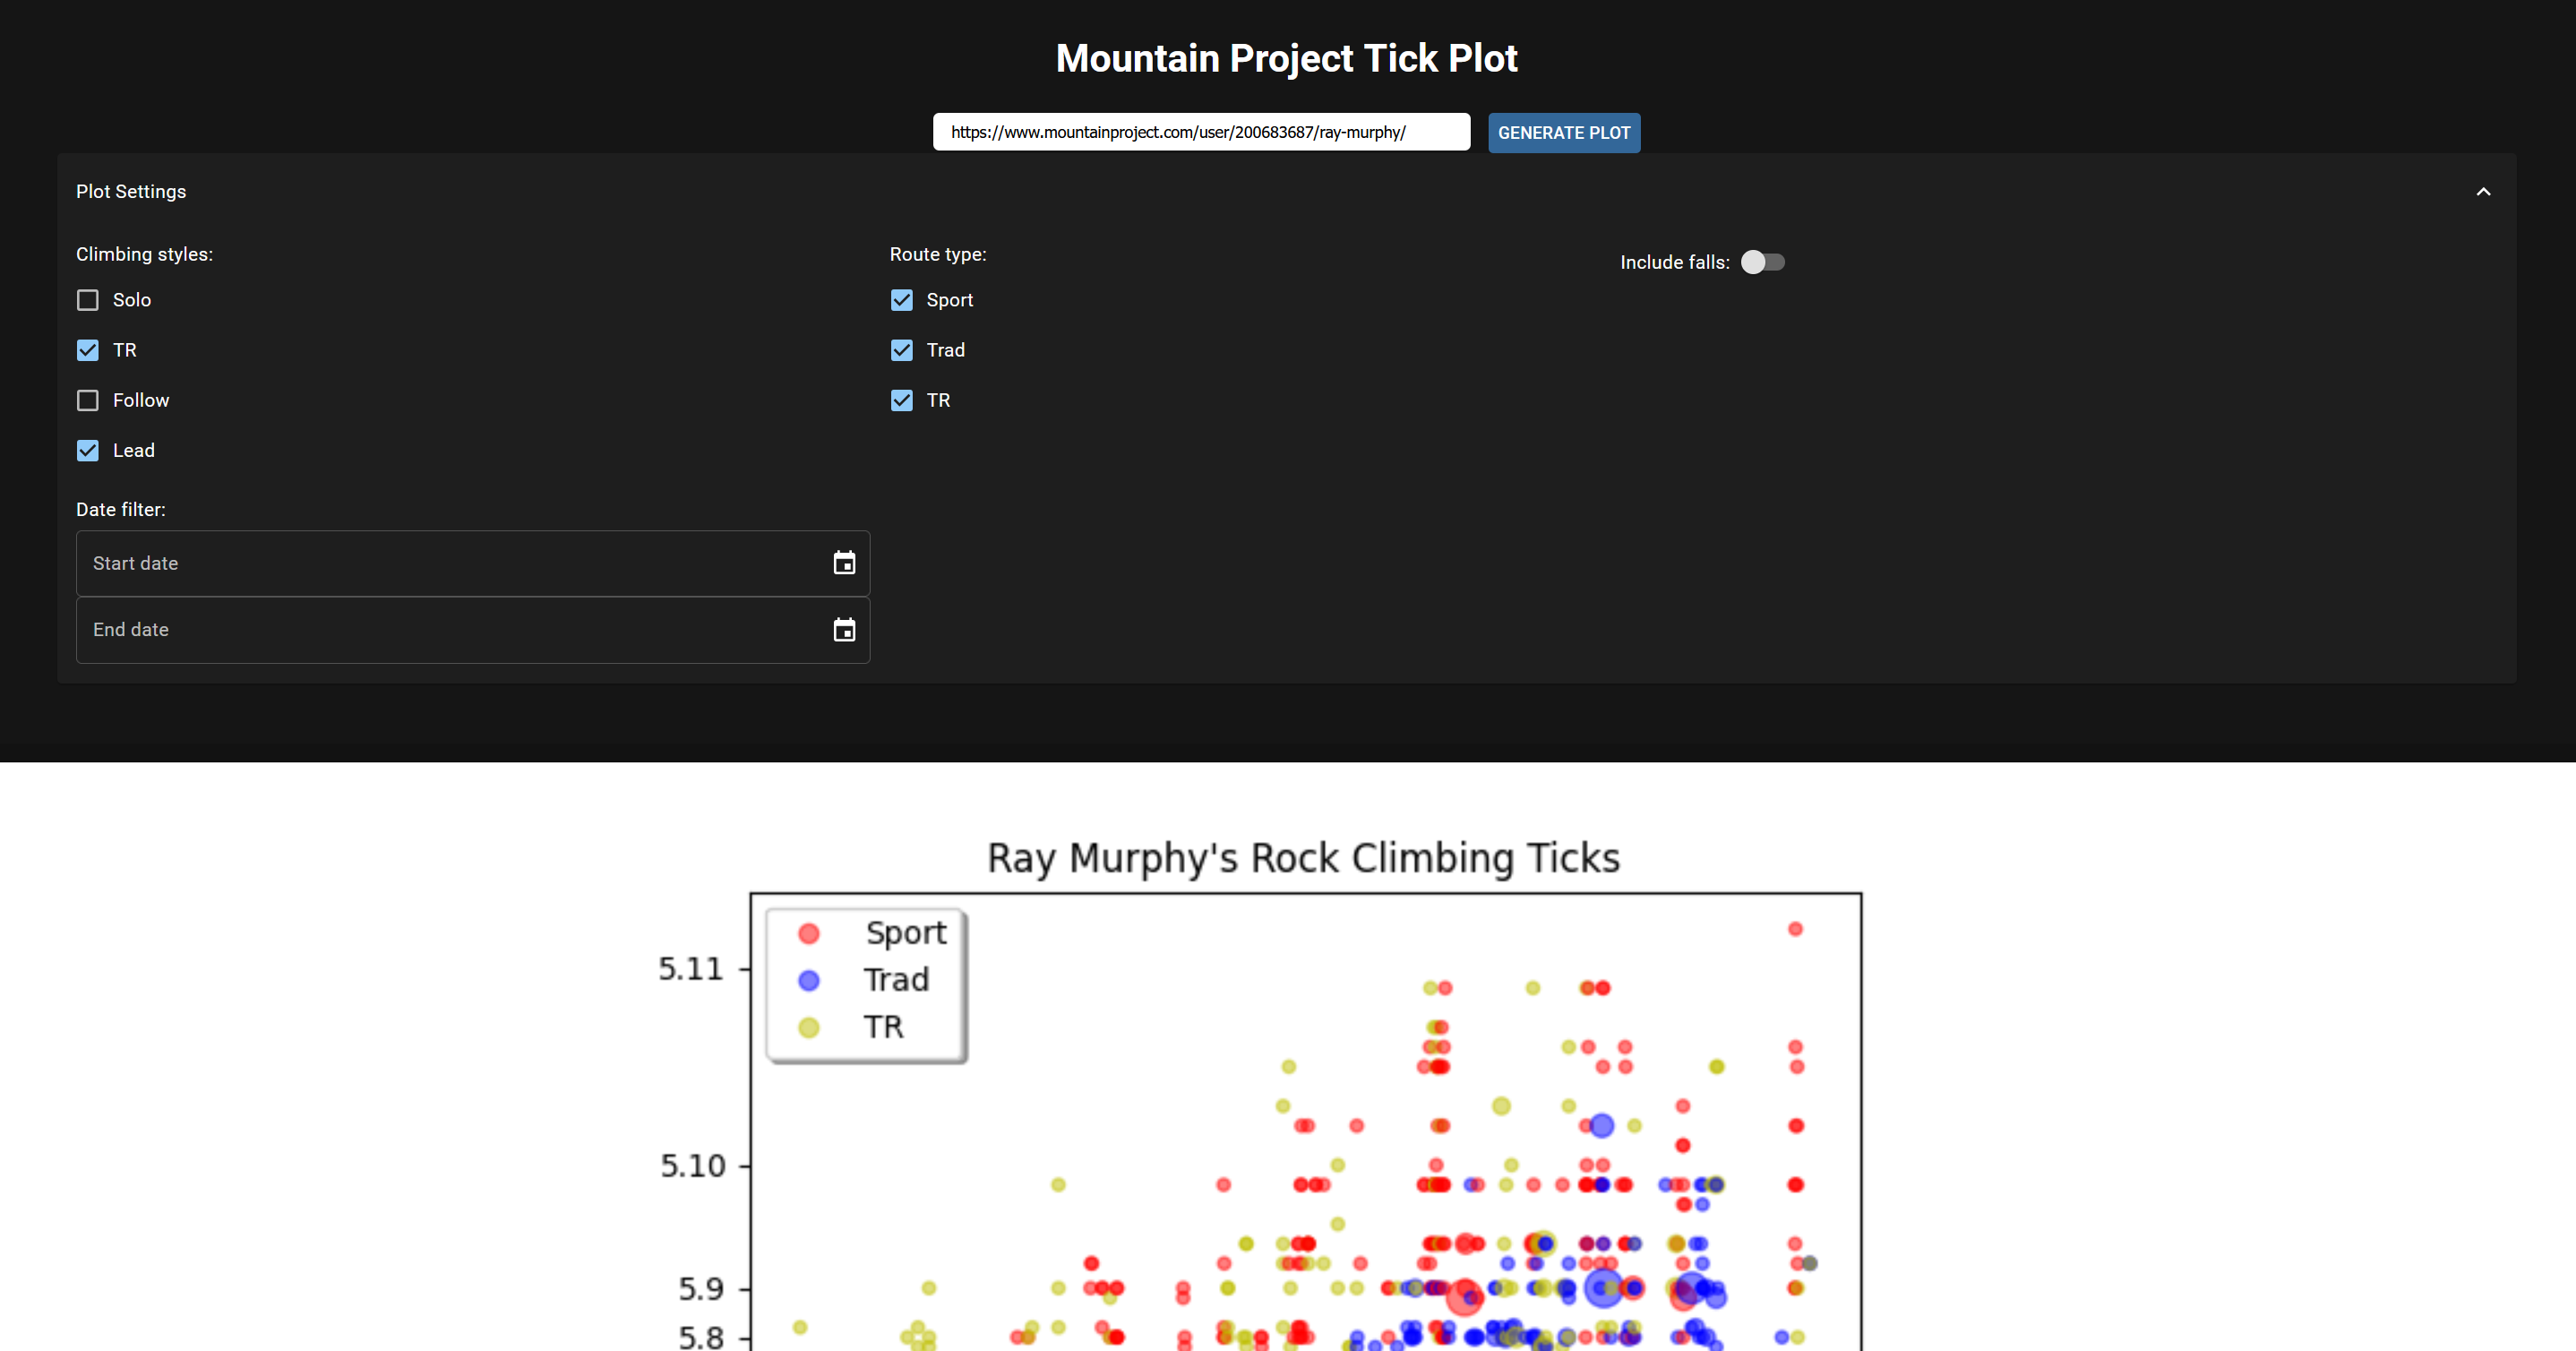 Mountain Project Tick Plot
https://www.mountainproject.com/user/200683687/ray-murphy/
GENERATE PLOT
Plot Settings
Climbing styles:
Solo
TR
Follow
Lead
Route type:
Sport
Trad
TR
Include falls:
Date filter:
Start date
End date
Ray Murphy's Rock Climbing Ticks
Sport
Trad
TR
5.11
5.10
5.9
5.8